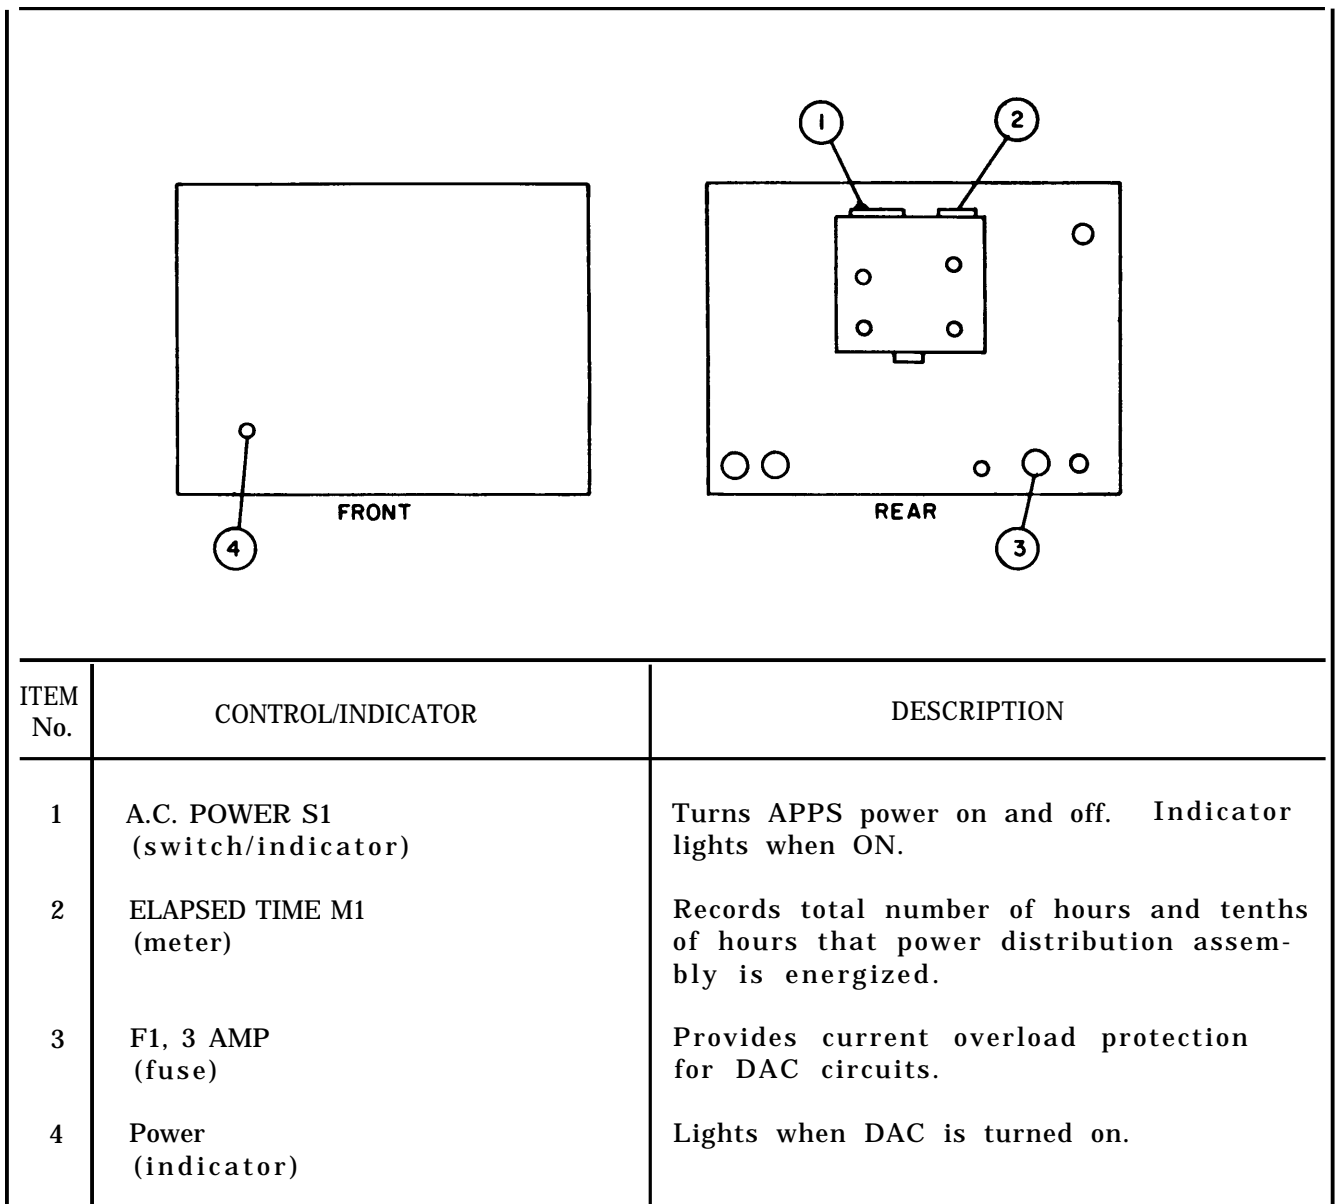 1 2
FRONT REAR
4 3
ITEM No. CONTROL/INDICATOR DESCRIPTION
1 A.C. POWER S1 Turns APPS power on and off. Indicator
(switch/indicator) lights when ON.
2 ELAPSED TIME M1 Records total number of hours and tenths
(meter) of hours that power distribution assem-
bly is energized.
3 F1, 3 AMP Provides current overload protection
(fuse) for DAC circuits.
4 Power Lights when DAC is turned on.
(indicator)